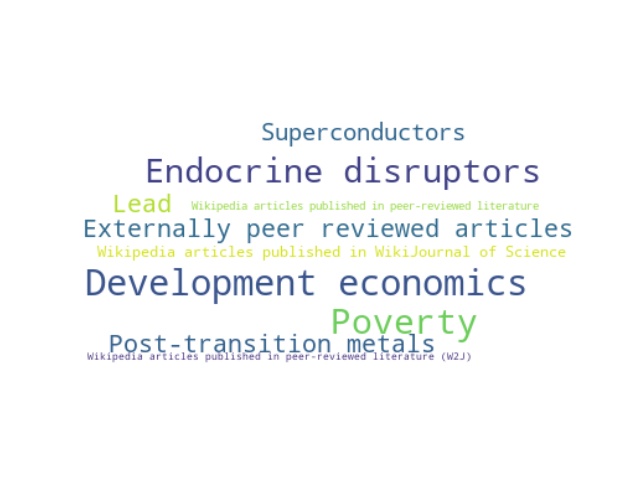 Superconductors
Endocrine disruptors
Lead
Wikipedia articles published in peer-reviewed literature
Externally peer reviewed articles
Wikipedia articles published in WikiJournal of Science
Development economics
Poverty
Post-transition metals
Wikipedia articles published in peer-reviewed literature (W2J)